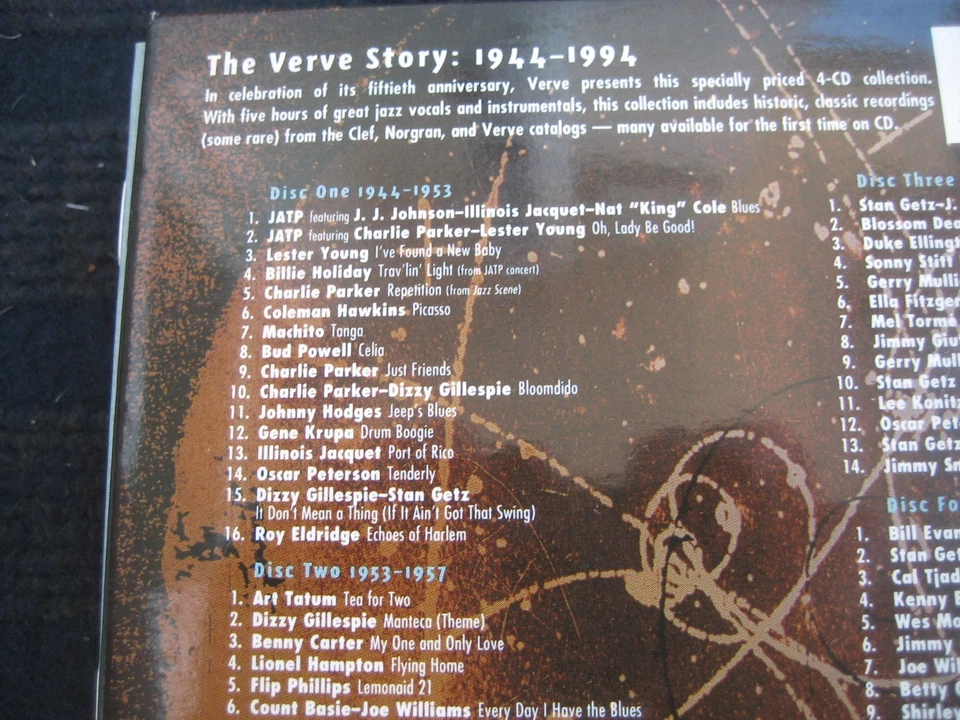 The Verve Story: 1944–1994
In celebration of its fiftieth anniversary, Verve presents this specially priced 4-CD collection.
With five hours of great jazz vocals and instrumentals, this collection includes historic, classic recordings
(some rare) from the Clef, Norgran, and Verve catalogs — many available for the first time on CD.
Disc One 1944–1953
1. JATP featuring J. J. Johnson–Illinois Jacquet–Nat "King" Cole Blues
2. JATP featuring Charlie Parker–Lester Young Oh, Lady Be Good!
3. Lester Young I've Found a New Baby
4. Billie Holiday Trav'lin' Light (from JATP concert)
5. Charlie Parker Repetition (from Jazz Scene)
6. Coleman Hawkins Picasso
7. Machito Tanga
8. Bud Powell Celia
9. Charlie Parker Just Friends
10. Charlie Parker–Dizzy Gillespie Bloomdido
11. Johnny Hodges Jeep's Blues
12. Gene Krupa Drum Boogie
13. Illinois Jacquet Port of Rico
14. Oscar Peterson Tenderly
15. Dizzy Gillespie–Stan Getz
It Don't Mean a Thing (If It Ain't Got That Swing)
16. Roy Eldridge Echoes of Harlem
Disc Two 1953–1957
1. Art Tatum Tea for Two
2. Dizzy Gillespie Manteca (Theme)
3. Benny Carter My One and Only Love
4. Lionel Hampton Flying Home
5. Flip Phillips Lemonaid 21
6. Count Basie–Joe Williams Every Day I Have the Blues
Disc Three
1. Stan Getz–J.
2. Blossom Dea
3. Duke Ellingt
4. Sonny Stitt
5. Gerry Mulli
6. Ella Fitzger
7. Mel Torme
8. Jimmy Giu
9. Gerry Mull
10. Stan Getz
11. Lee Konitz
12. Oscar Pet
13. Stan Getz
14. Jimmy Sm
Disc Fo
1. Bill Evan
2. Stan Get
3. Cal Tjad
4. Kenny B
5. Wes Mo
6. Jimmy
7. Joe Wil
8. Betty C
9. Shirley